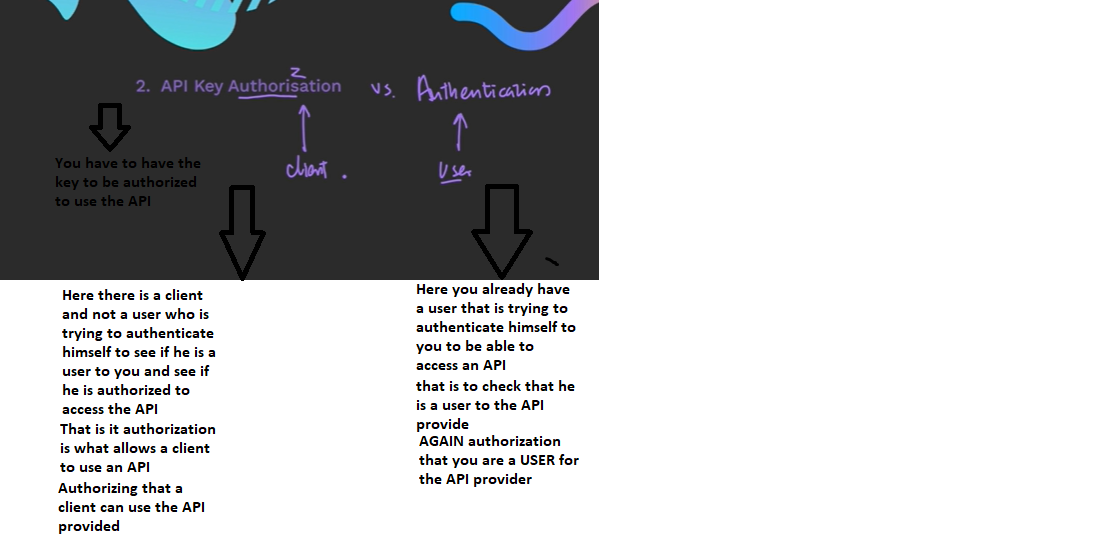 z
2. API Key Authorisation vs. Authentication
You have to have the
key to be authorized
to use the API
client.
User
Here there is a client
and not a user who is
trying to authenticate
himself to see if he is a
user to you and see if
he is authorized to
access the API
That is it authorization
is what allows a client
to use an API
Authorizing that a
client can use the API
provided
Here you already have
a user that is trying to
authenticate himself to
you to be able to
access an API
that is to check that he
is a user to the API
provide
AGAIN authorization
that you are a USER for
the API provider